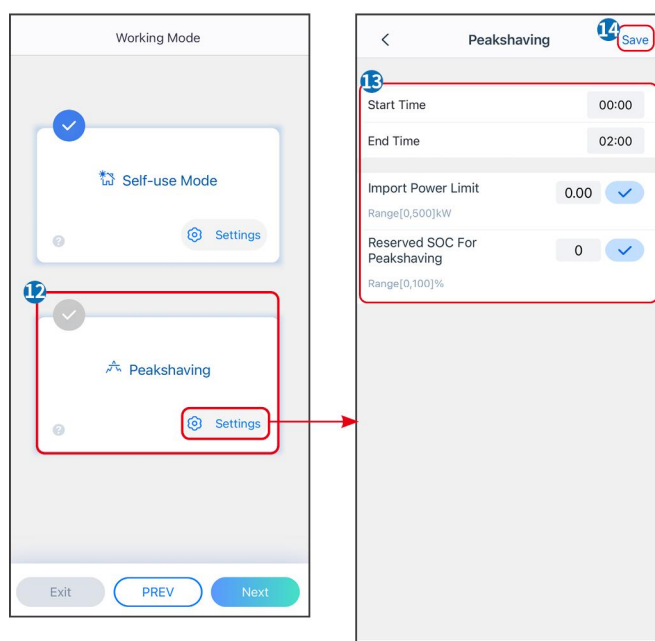 Working Mode
Self-use Mode
? Settings
12
Peakshaving
? Settings
Exit PREV Next
14
< Peakshaving Save
13
Start Time 00:00
End Time 02:00
Import Power Limit 0.00
Range[0,500]kW
Reserved SOC For
Peakshaving 0
Range[0,100]%